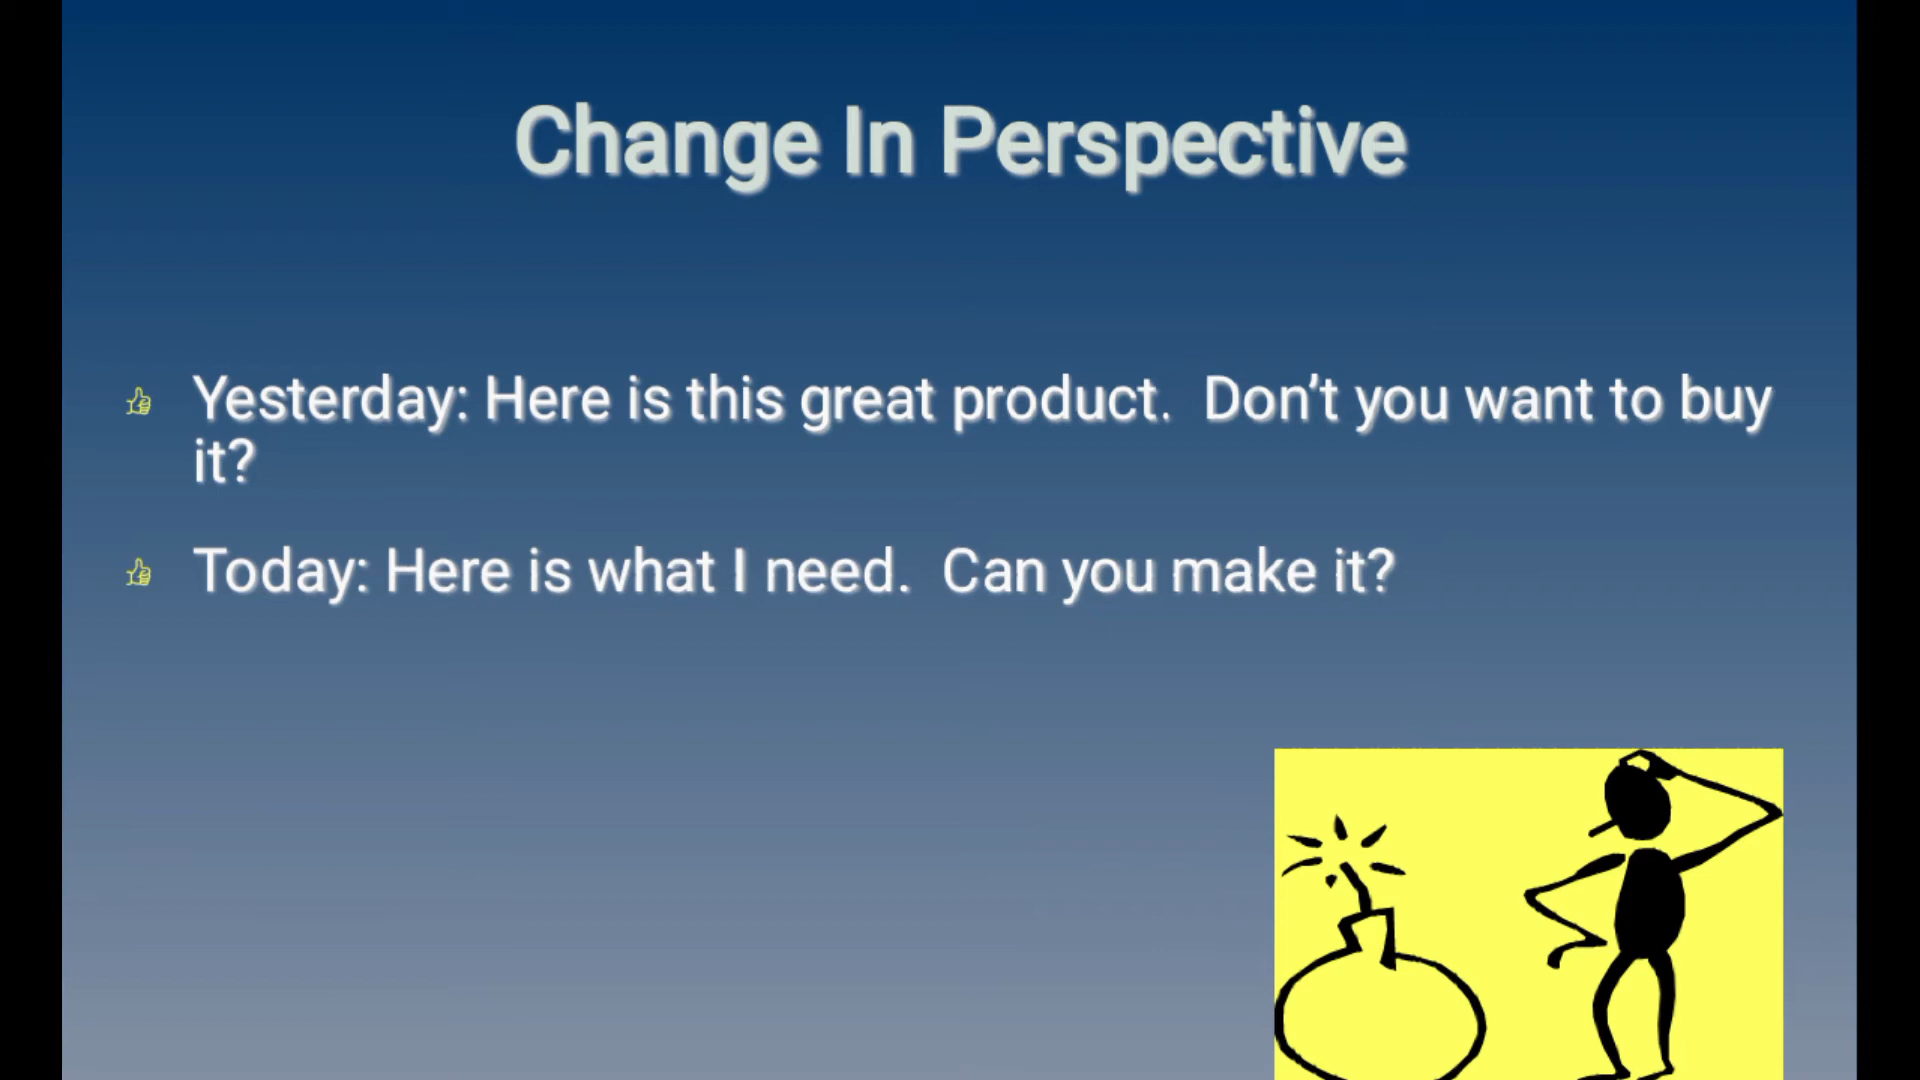 Change In Perspective
Yesterday: Here is this great product.  Don’t you want to buy
it?
Today: Here is what I need.  Can you make it?